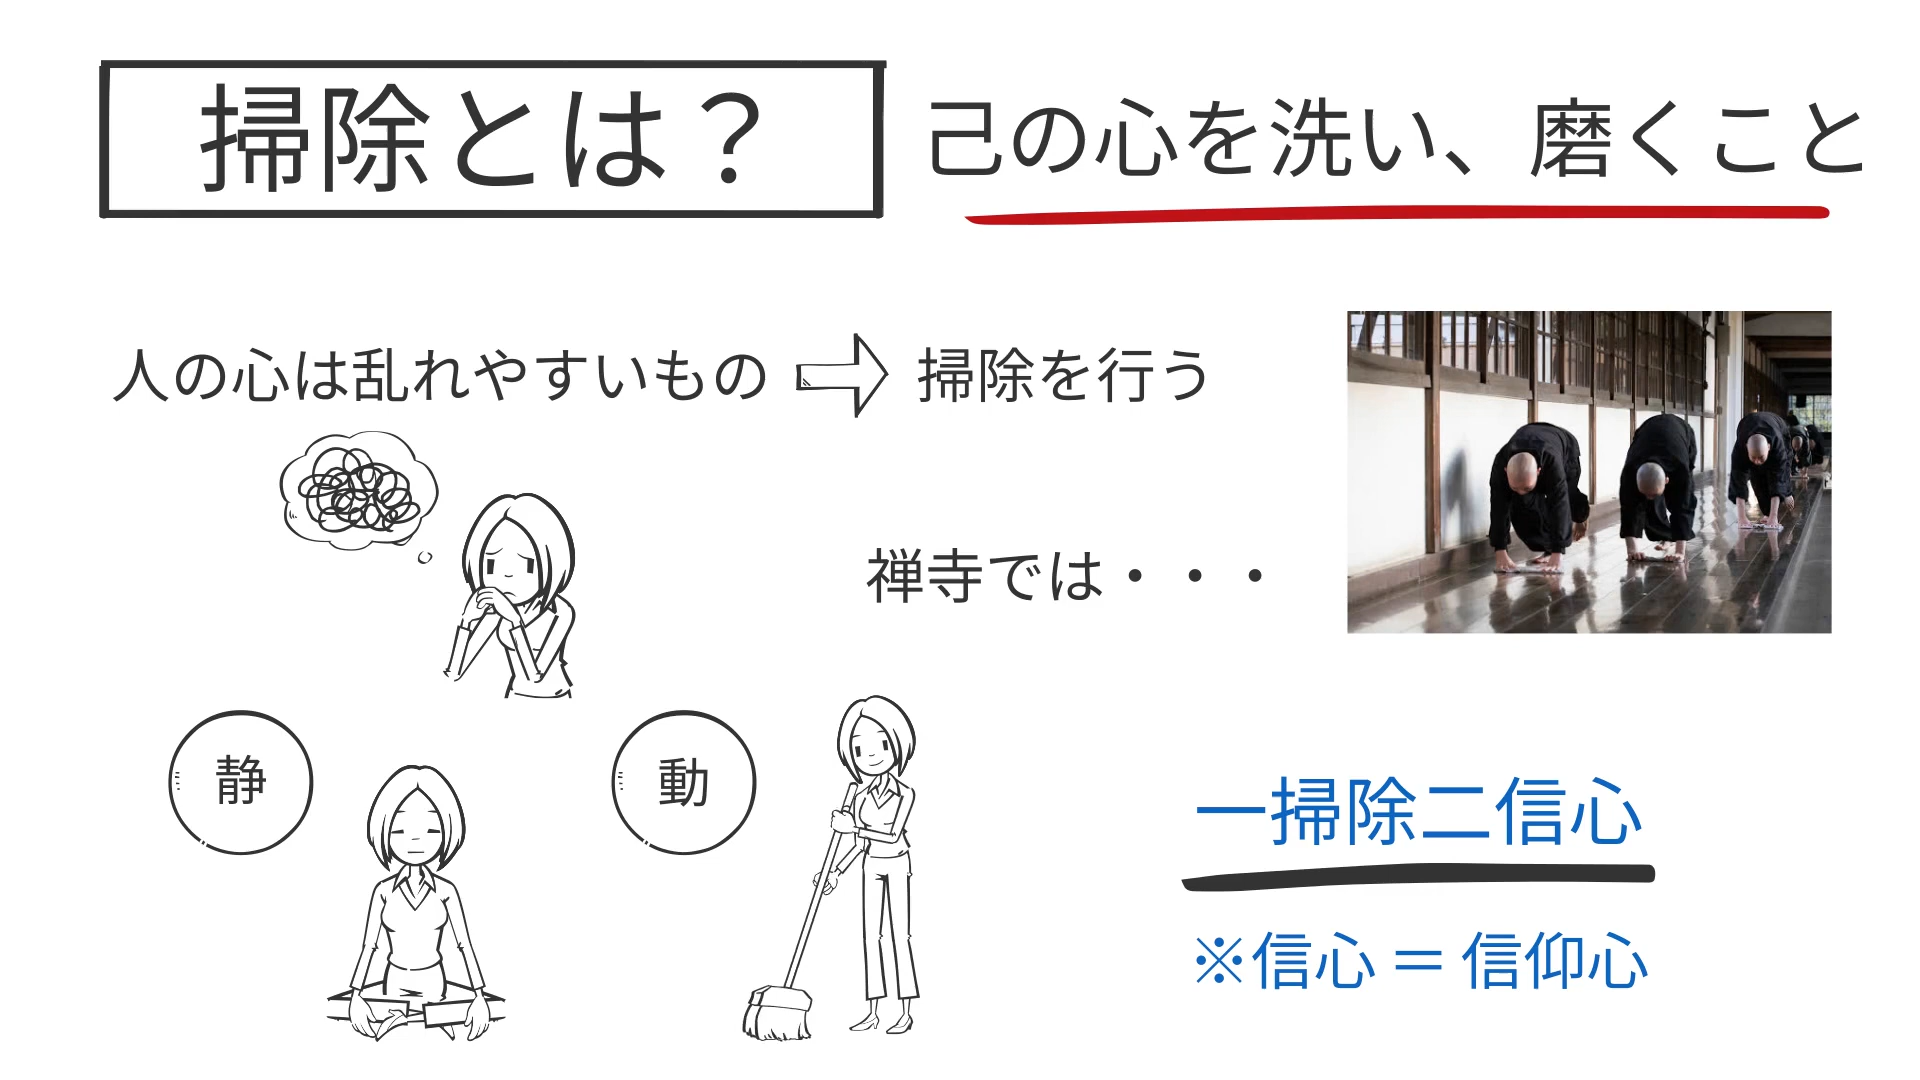 掃除とは？
己の心を洗い、磨くこと
人の心は乱れやすいもの
掃除を行う
禅寺では・・・
静
動
一掃除二信心
※信心＝信仰心